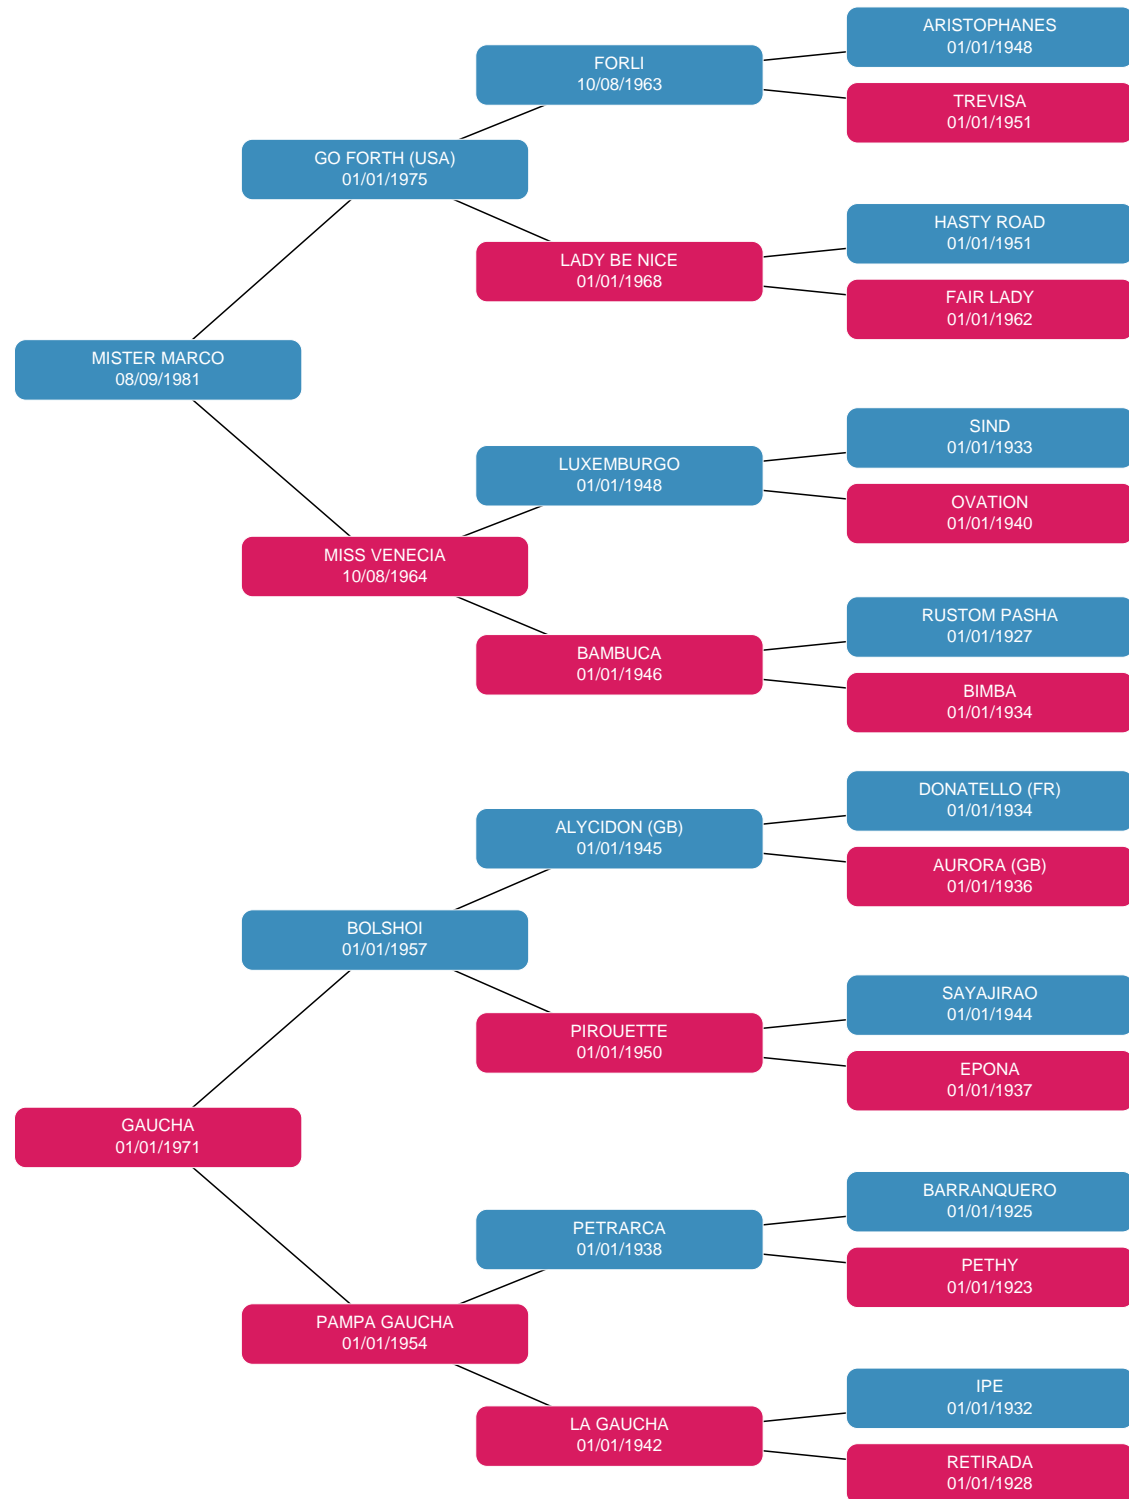 ARISTOPHANES
01/01/1948
FORLI
10/08/1963
TREVISA
01/01/1951
GO FORTH (USA)
01/01/1975
HASTY ROAD
01/01/1951
LADY BE NICE
01/01/1968
FAIR LADY
01/01/1962
MISTER MARCO
08/09/1981
SIND
01/01/1933
LUXEMBURGO
01/01/1948
OVATION
01/01/1940
MISS VENECIA
10/08/1964
RUSTOM PASHA
01/01/1927
BAMBUCA
01/01/1946
BIMBA
01/01/1934
DONATELLO (FR)
01/01/1934
ALYCIDON (GB)
01/01/1945
AURORA (GB)
01/01/1936
BOLSHOI
01/01/1957
SAYAJIRAO
01/01/1944
PIROUETTE
01/01/1950
EPONA
01/01/1937
GAUCHA
01/01/1971
BARRANQUERO
01/01/1925
PETRARCA
01/01/1938
PETHY
01/01/1923
PAMPA GAUCHA
01/01/1954
IPE
01/01/1932
LA GAUCHA
01/01/1942
RETIRADA
01/01/1928